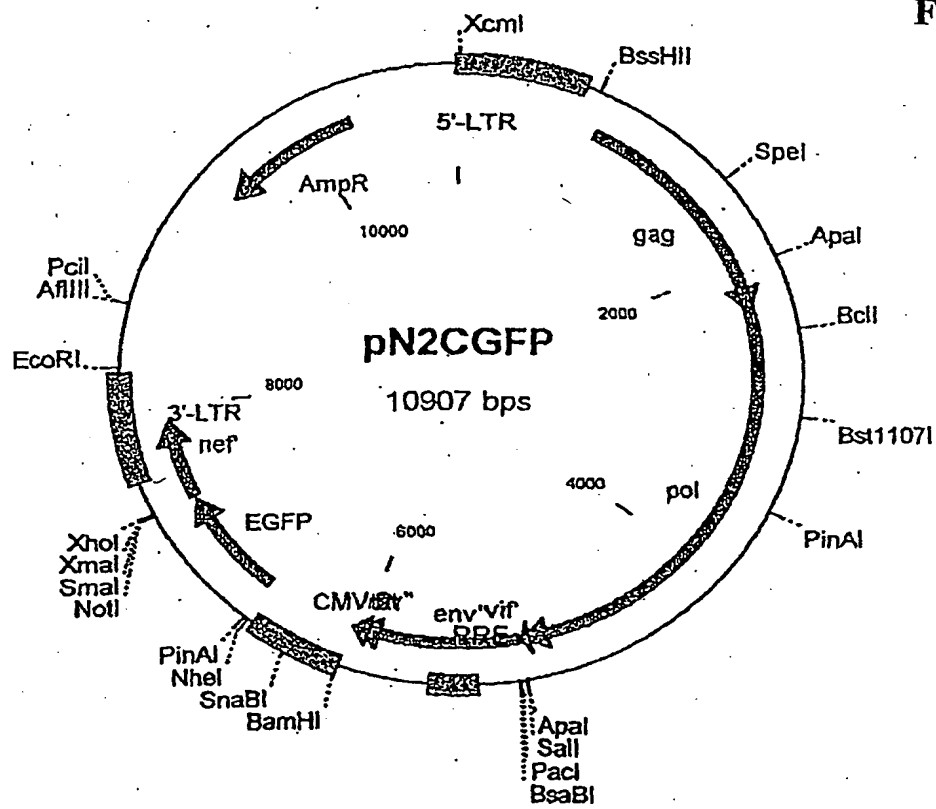 F
XcmI
BssHII
5'-LTR
SpeI
AmpR
gag
ApaI
10000
PciI
AflIII
2000
BclI
pN2CGFP
EcoRI
8000
10907 bps
3'-LTR
nef'
Bst1107I
4000
pol
EGFP
6000
PinAI
XhoI
XmaI
SmaI
NotI
env'vif'
RRE
PinAI
NheI
SnaBI
BamHI
ApaI
SalI
PacI
BsaBI